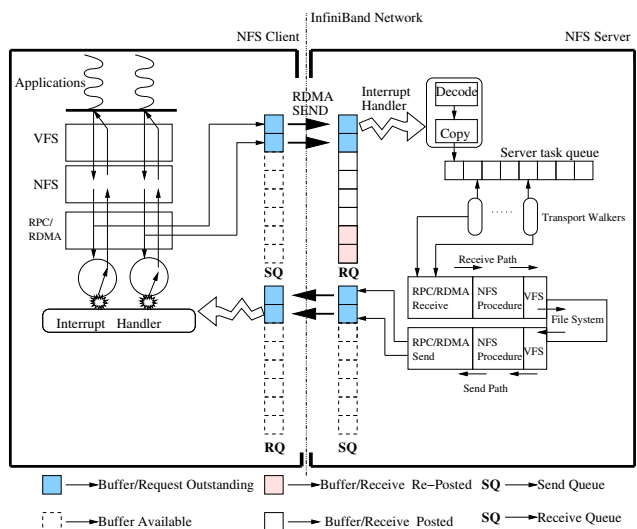 InfiniBand Network
NFS Client
NFS Server
Applications
VFS
NFS
RPC/
RDMA
Interrupt Handler
RDMA
SEND
SQ
RQ
Interrupt
Handler
Decode
Copy
Server task queue
Transport Walkers
Receive Path
RPC/RDMA
Receive
NFS
Procedure
VFS
File System
RPC/RDMA
Send
NFS
Procedure
VFS
Send Path
RQ
SQ
Buffer/Request Outstanding
Buffer/Receive Re-Posted
SQ
Send Queue
Buffer Available
Buffer/Receive Posted
SQ
Receive Queue